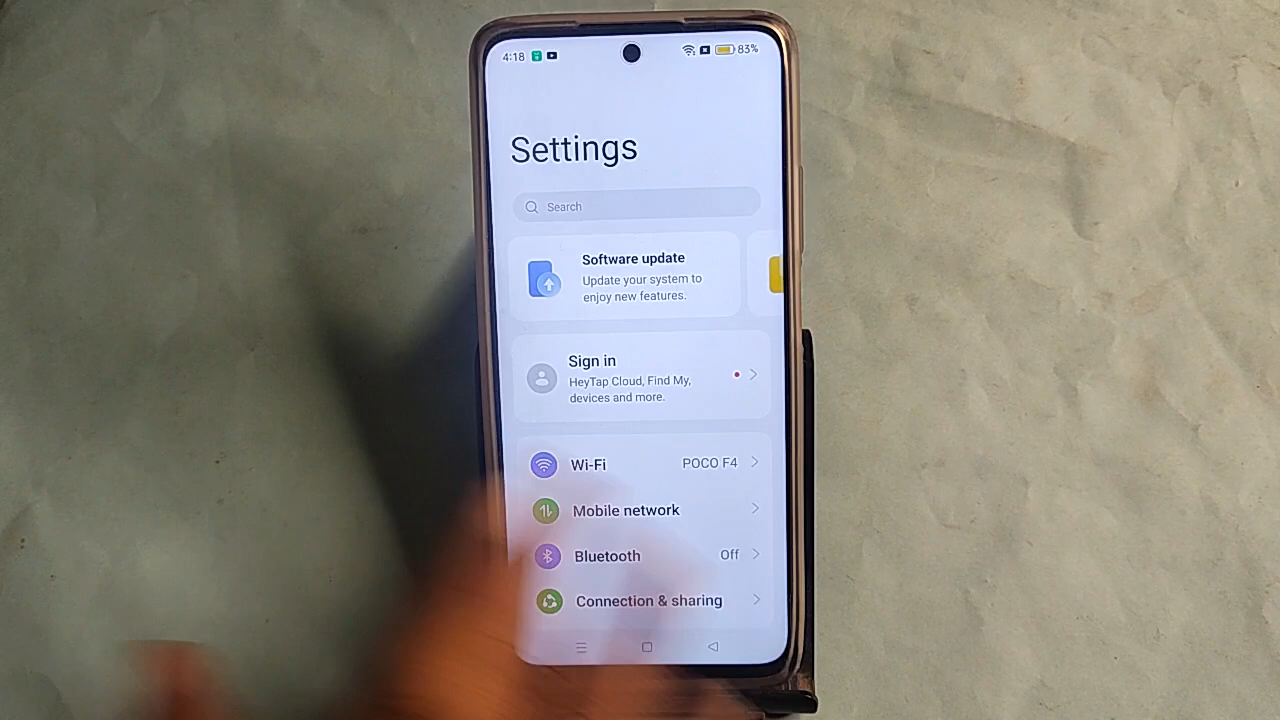 4:18 83%
Settings
Search
Software update
Update your system to
enjoy new features.
Sign in
HeyTap Cloud, Find My,
devices and more.
Wi-Fi POCO F4
Mobile network
Bluetooth Off
Connection & sharing